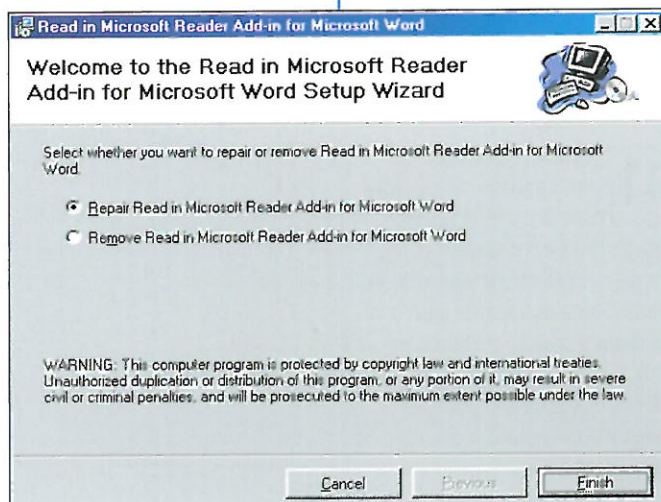 Read in Microsoft Reader Add-in for Microsoft Word
Welcome to the Read in Microsoft Reader
Add-in for Microsoft Word Setup Wizard
Select whether you want to repair or remove Read in Microsoft Reader Add-in for Microsoft
Word.
Repair Read in Microsoft Reader Add-in for Microsoft Word
Remove Read in Microsoft Reader Add-in for Microsoft Word
WARNING: This computer program is protected by copyright law and international treaties.
Unauthorized duplication or distribution of this program, or any portion of it, may result in severe
civil or criminal penalties, and will be prosecuted to the maximum extent possible under the law.
Cancel Previous Finish